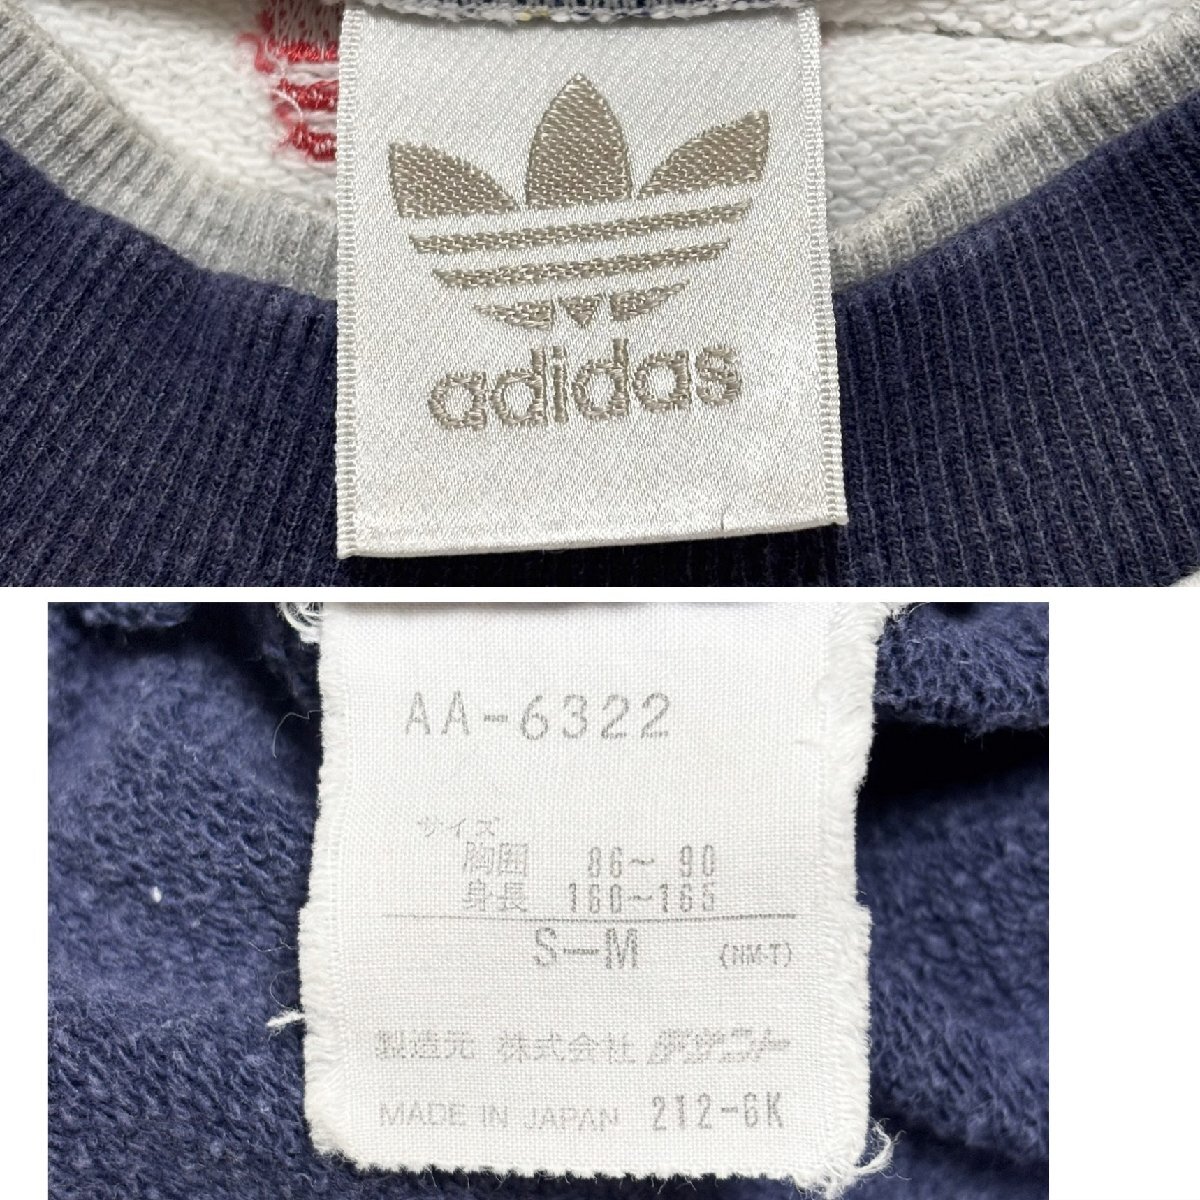 adidas
AA-6322
サイズ
胸囲 86～90
身長 160～165
S—M (HM・T)
製造元 株式会社 デサント
MADE IN JAPAN 212-6K